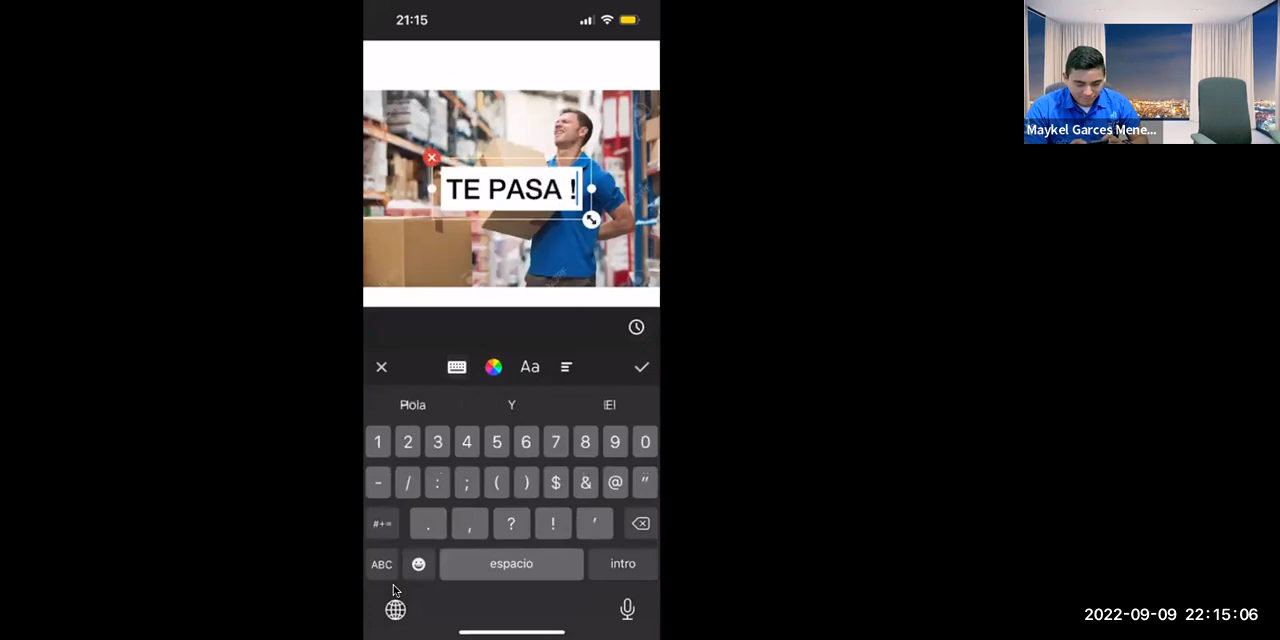 21:15
TE PASA !
Maykel Garces Mene...
Aa
Hola Y El
1 2 3 4 5 6 7 8 9 0
- / : ; ( ) $ & @ "
#+= . , ? ! '
ABC espacio intro
2022-09-09 22:15:06